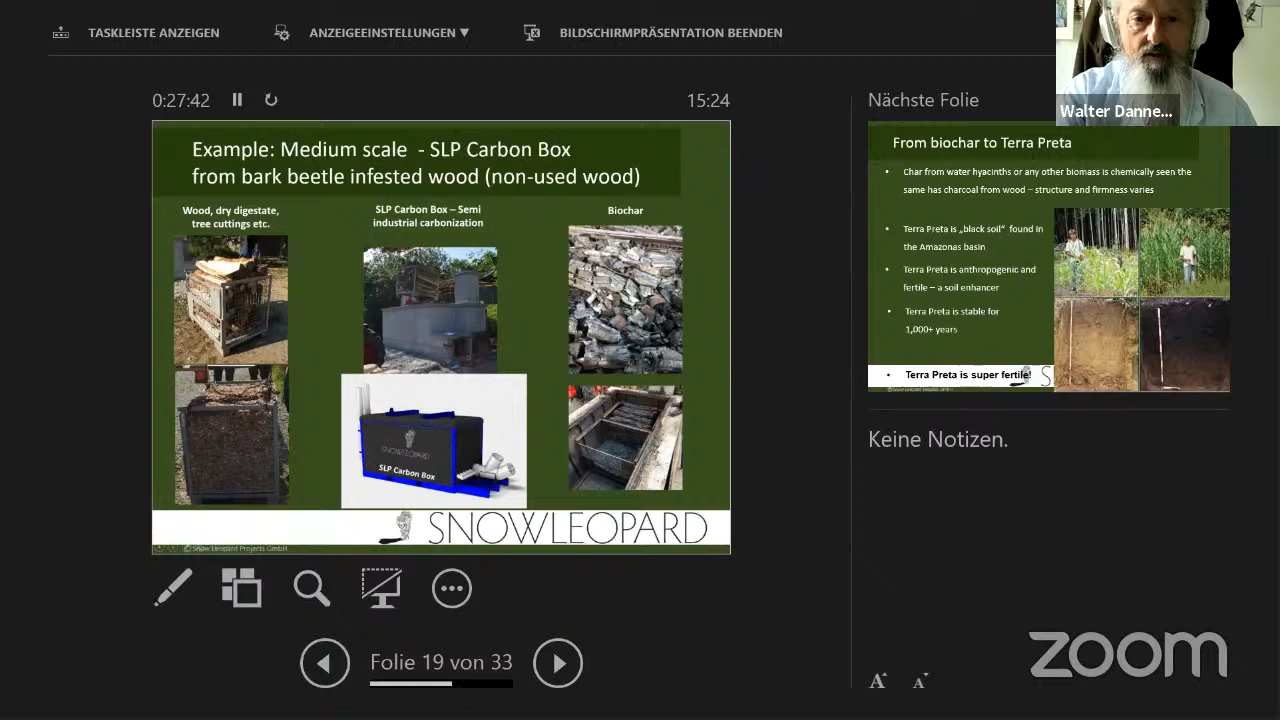 TASKLEISTE ANZEIGEN
ANZEIGEEINSTELLUNGEN ▼
BILDSCHIRMPRÄSENTATION BEENDEN
Walter Danne...
0:27:42
15:24
Example: Medium scale - SLP Carbon Box
from bark beetle infested wood (non-used wood)
Wood, dry digestate,
tree cuttings etc.
SLP Carbon Box – Semi
industrial carbonization
Biochar
SNOWLEOPARD
SLP Carbon Box
SNOWLEOPARD
© Snow Leopard Projects GmbH
Folie 19 von 33
Nächste Folie
From biochar to Terra Preta
• Char from water hyacinths or any other biomass is chemically seen the
same has charcoal from wood – structure and firmness varies
• Terra Preta is „black soil“ found in
the Amazonas basin
• Terra Preta is anthropogenic and
fertile – a soil enhancer
• Terra Preta is stable for
1,000+ years
• Terra Preta is super fertile!
S
© Snow Leopard Projects GmbH
Keine Notizen.
A A
zoom